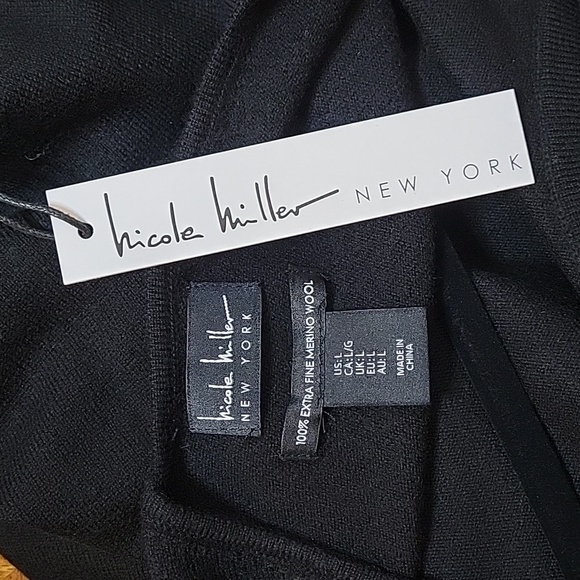 Nicole Miller NEW YORK
Nicole Miller
NEW YORK
100% EXTRA FINE MERINO WOOL
US:L
CA:L/G
UK:L
EU:L
AU:L
MADE IN
CHINA